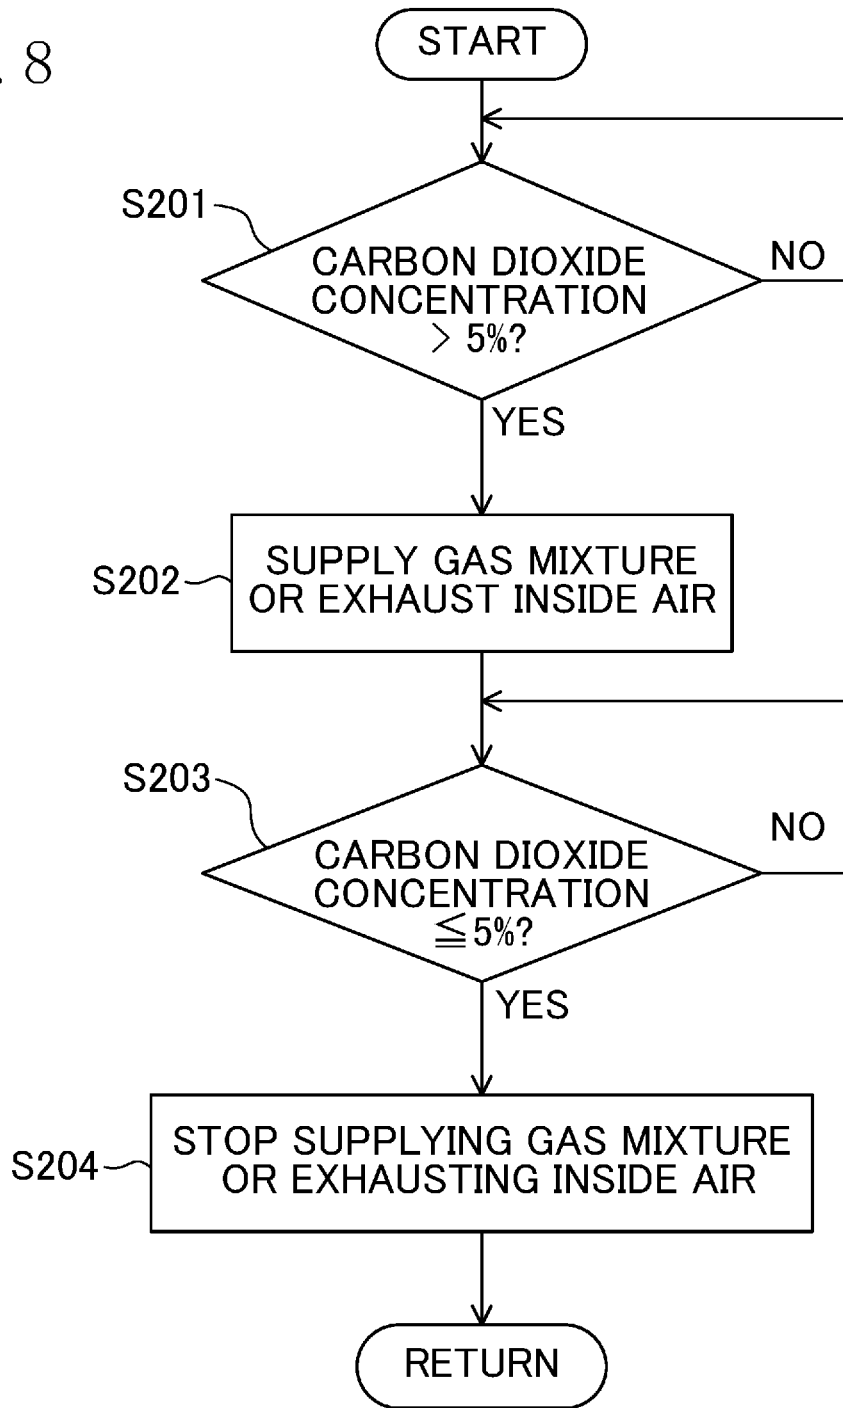 . 8
START
S201
CARBON DIOXIDE
CONCENTRATION
> 5%?
NO
YES
S202
SUPPLY GAS MIXTURE
OR EXHAUST INSIDE AIR
S203
CARBON DIOXIDE
CONCENTRATION
≦ 5%?
NO
YES
S204
STOP SUPPLYING GAS MIXTURE
OR EXHAUSTING INSIDE AIR
RETURN